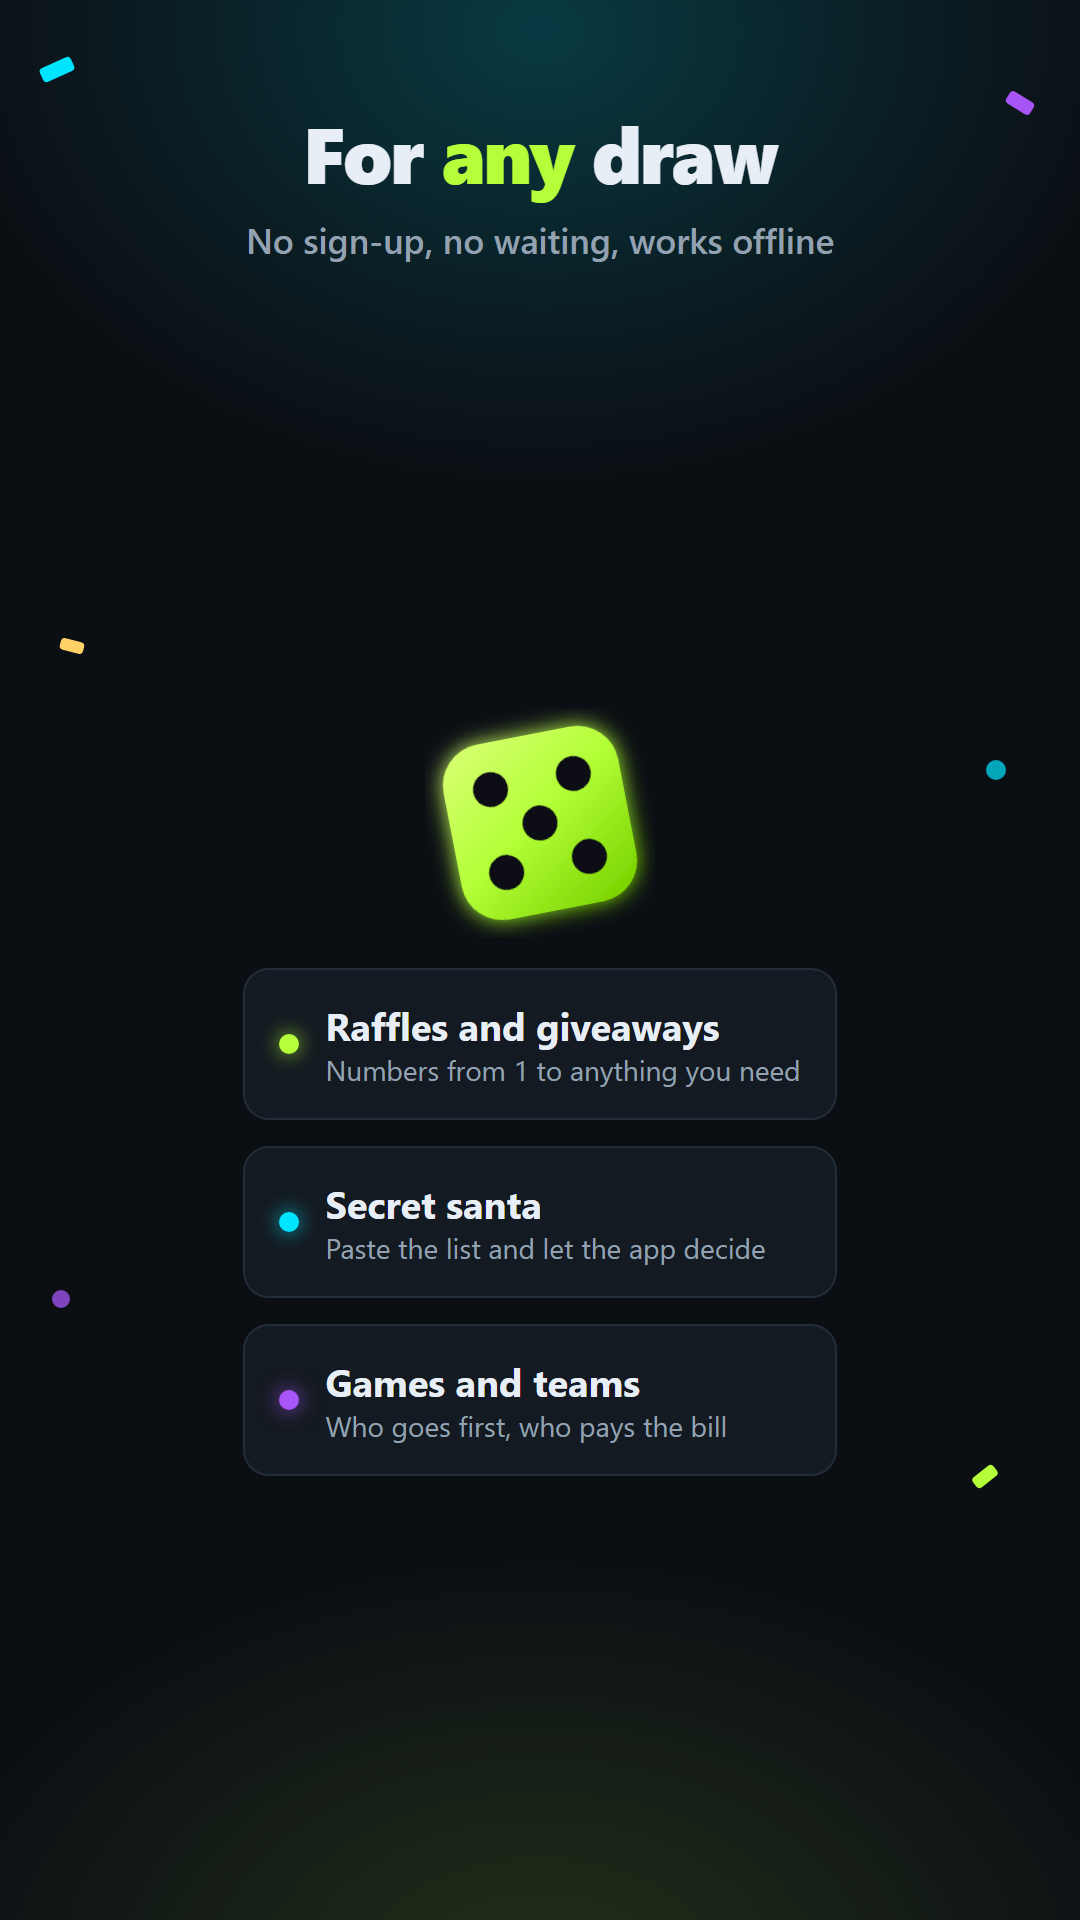 For any draw
No sign-up, no waiting, works offline
Raffles and giveaways
Numbers from 1 to anything you need
Secret santa
Paste the list and let the app decide
Games and teams
Who goes first, who pays the bill